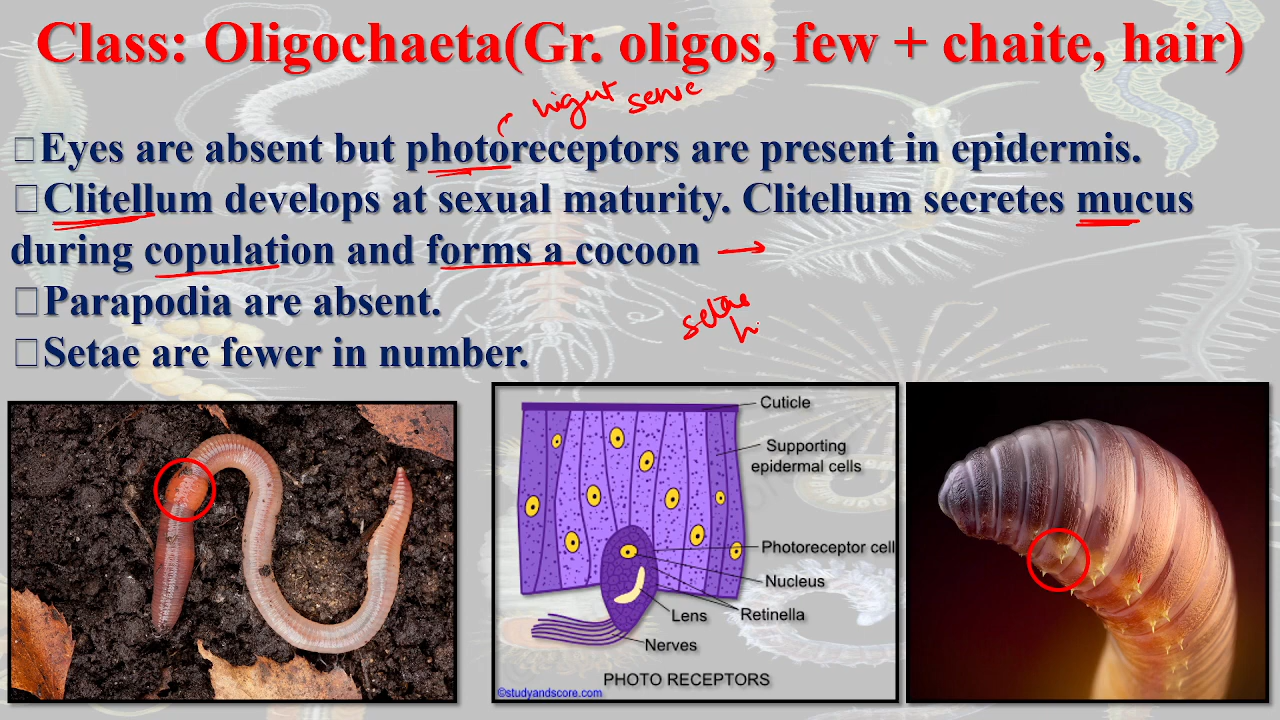 Class: Oligochaeta(Gr. oligos, few + chaite, hair)
Eyes are absent but photoreceptors are present in epidermis.
Clitellum develops at sexual maturity. Clitellum secretes mucus
during copulation and forms a cocoon
Parapodia are absent.
setae
Setae are fewer in number.
Cuticle
Supporting
epidermal cells
Photoreceptor cell
Nucleus
Retinella
Lens
Nerves
PHOTO RECEPTORS
©studyandscore.com